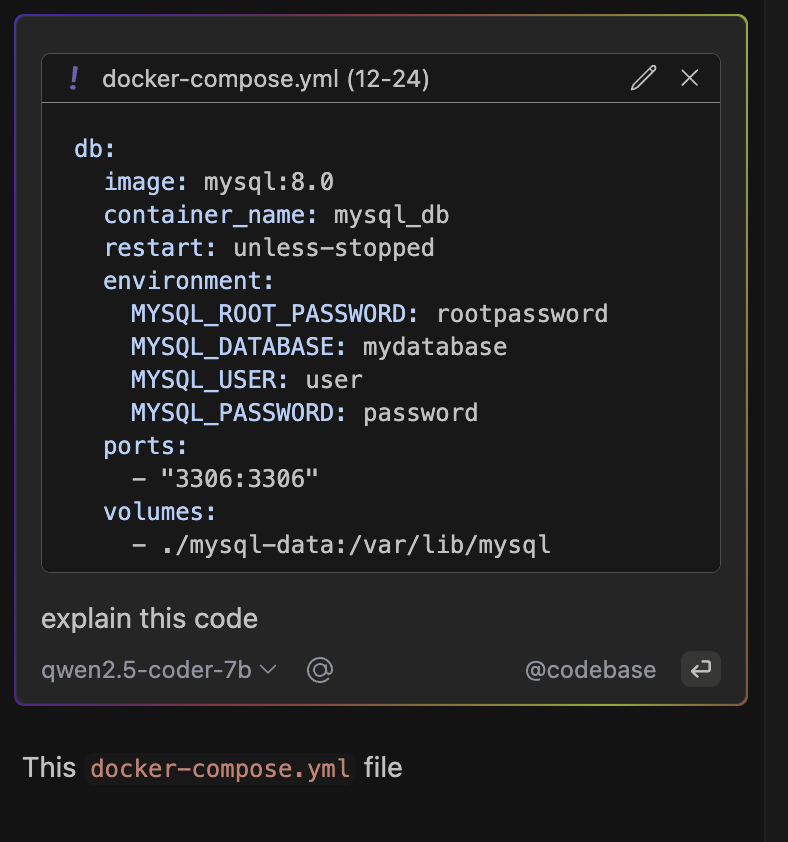 ! docker-compose.yml (12-24)
db:
  image: mysql:8.0
  container_name: mysql_db
  restart: unless-stopped
  environment:
    MYSQL_ROOT_PASSWORD: rootpassword
    MYSQL_DATABASE: mydatabase
    MYSQL_USER: user
    MYSQL_PASSWORD: password
  ports:
    - "3306:3306"
  volumes:
    - ./mysql-data:/var/lib/mysql
explain this code
qwen2.5-coder-7b @ @codebase
This docker-compose.yml file